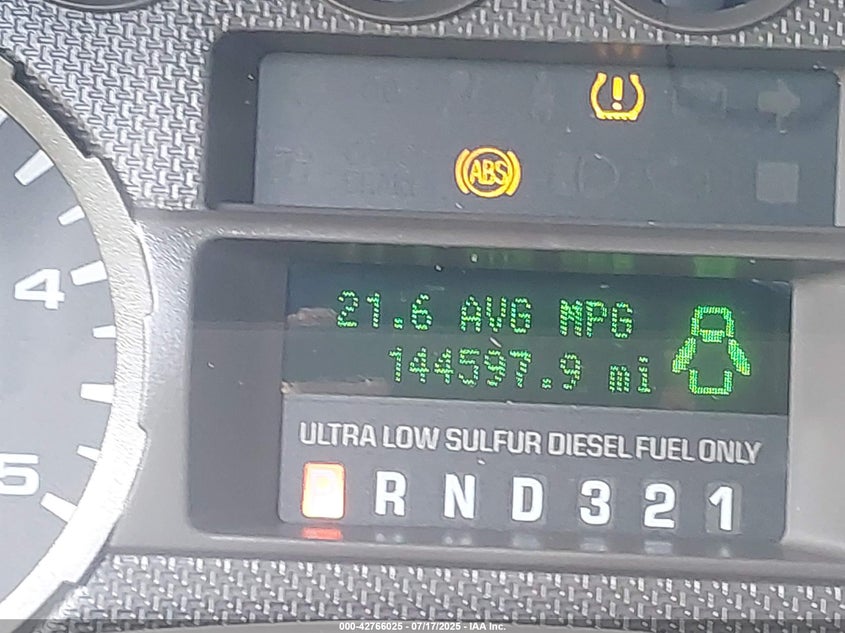 ABS
4
5
21.6 AVG MPG
144597.9 mi
ULTRA LOW SULFUR DIESEL FUEL ONLY
P R N D 3 2 1
000-42766025 - 07/17/2025 - IAA Inc.